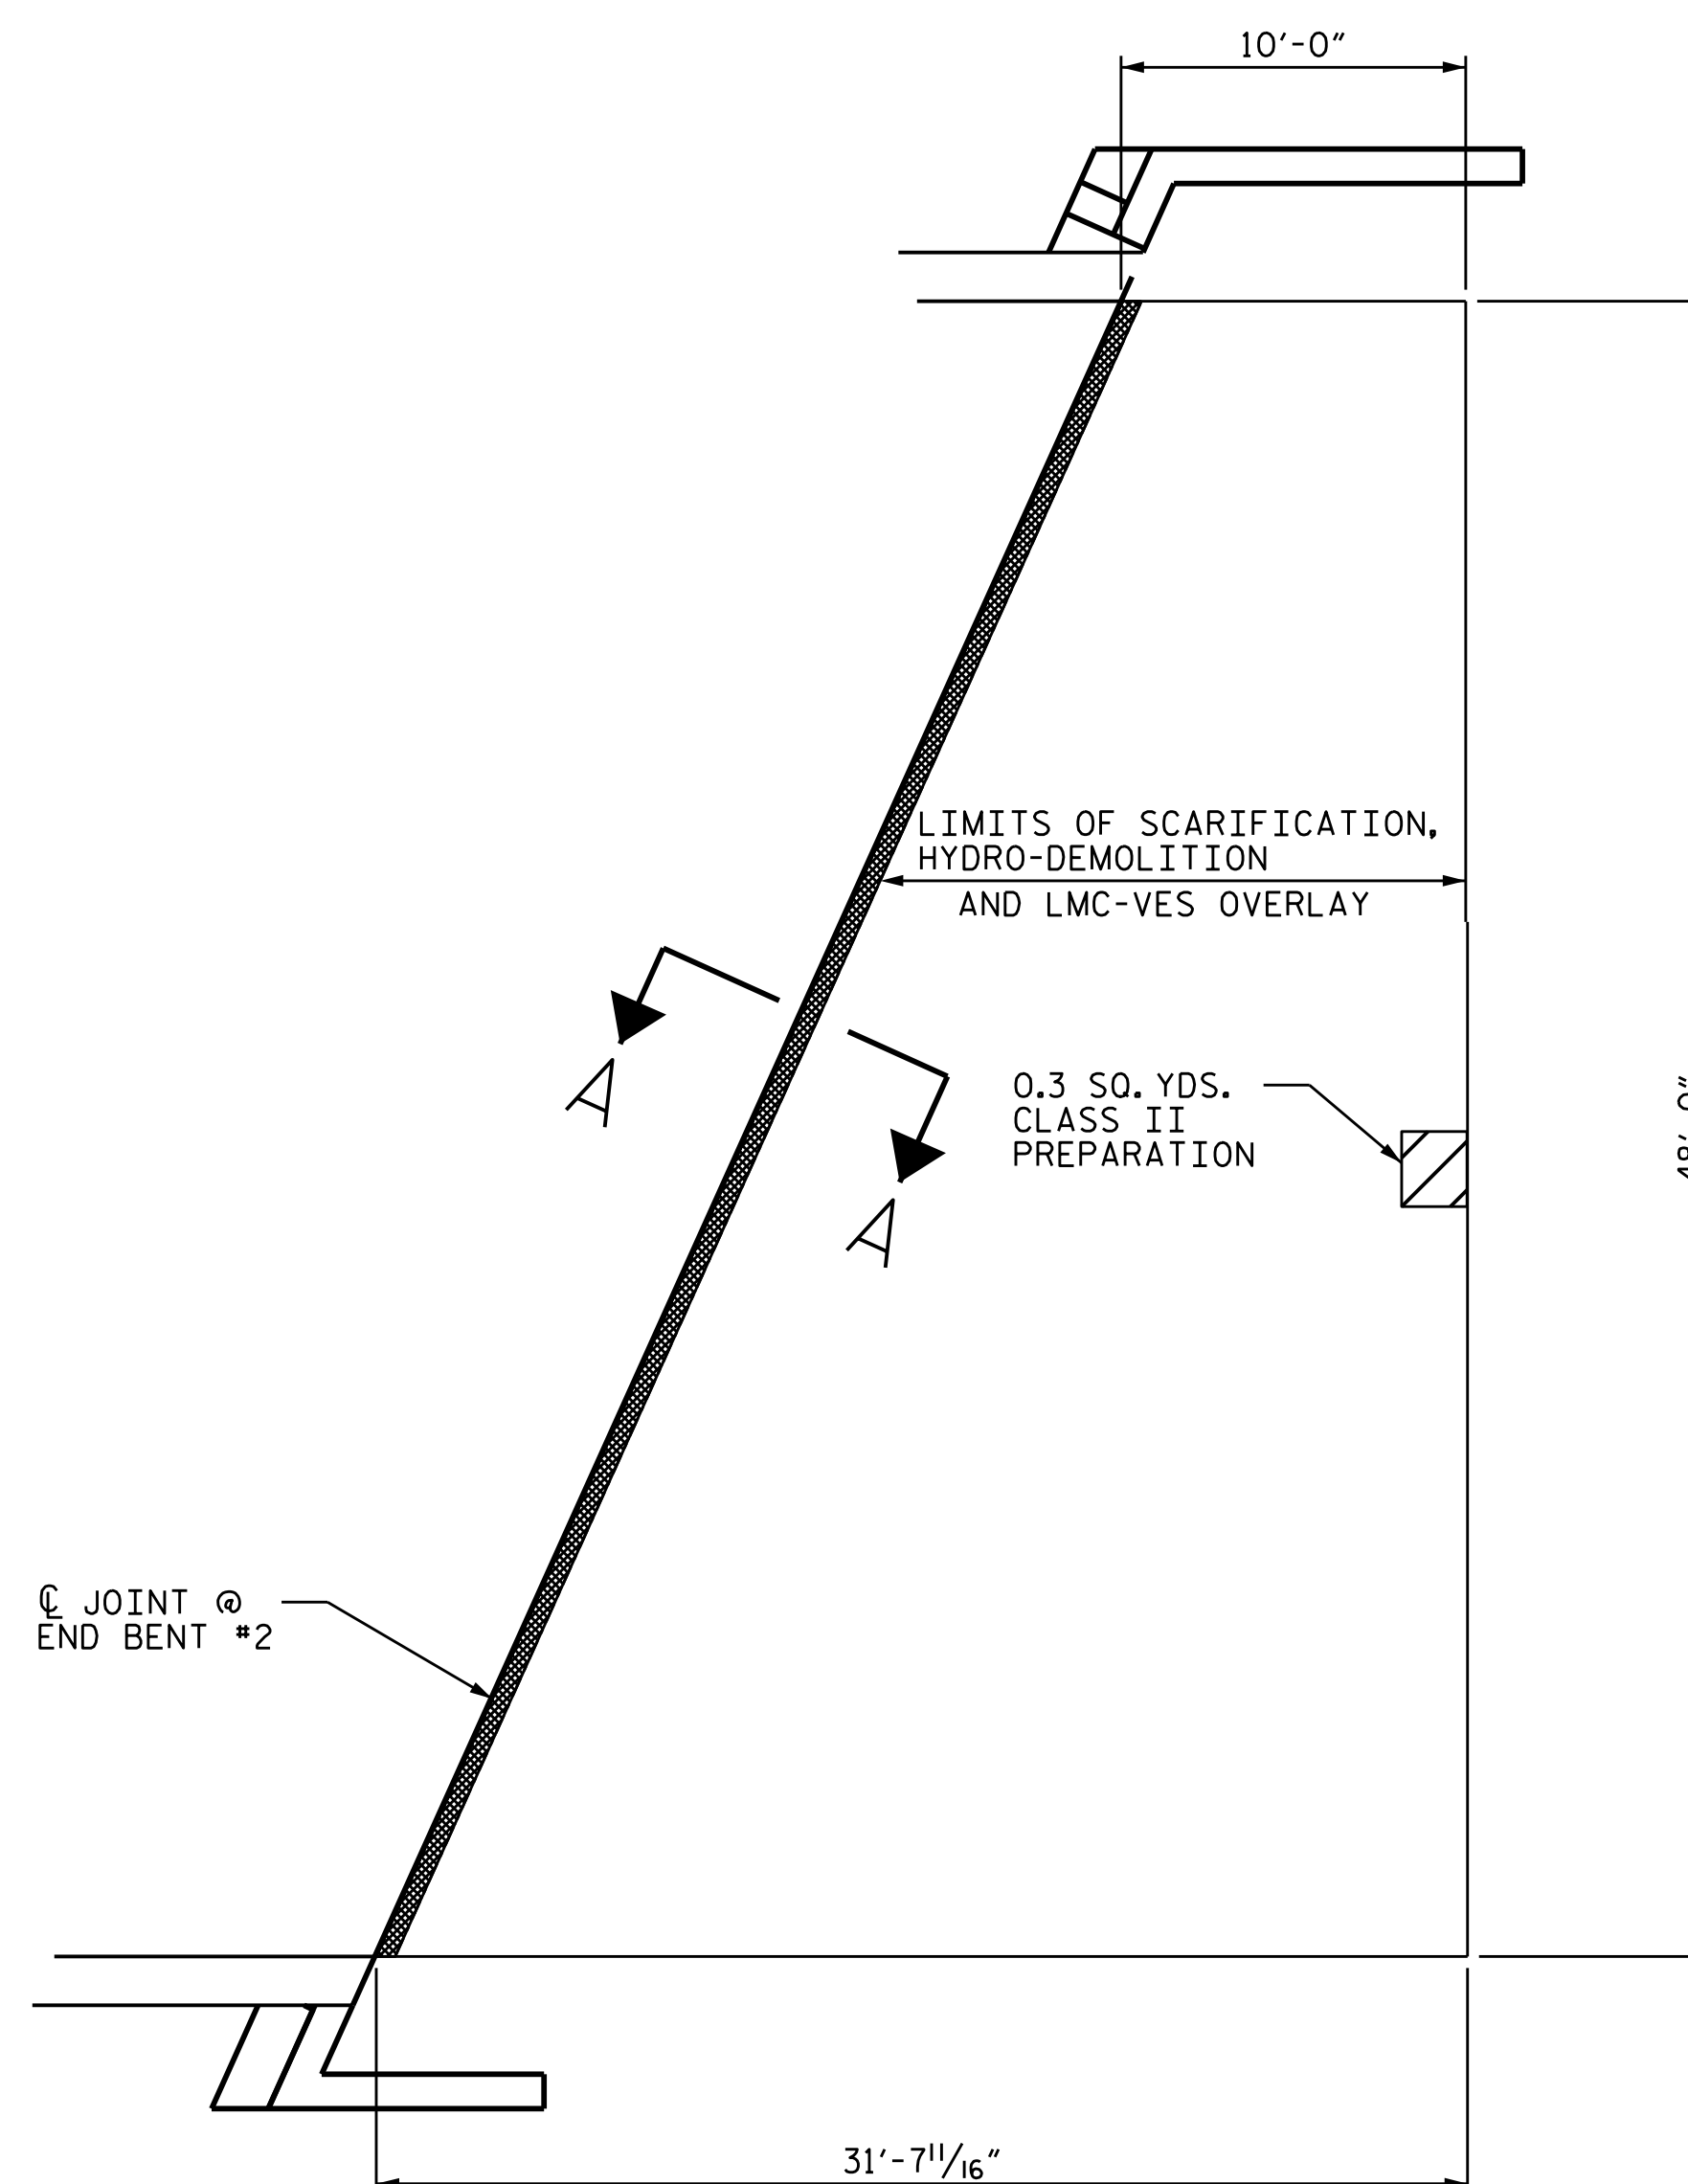 10'-0"
LIMITS OF SCARIFICATION,
HYDRO-DEMOLITION
AND LMC-VES OVERLAY
A
0.3 SQ. YDS.
CLASS II
PREPARATION
A
℄ JOINT @
END BENT #2
31'-7 11/16"